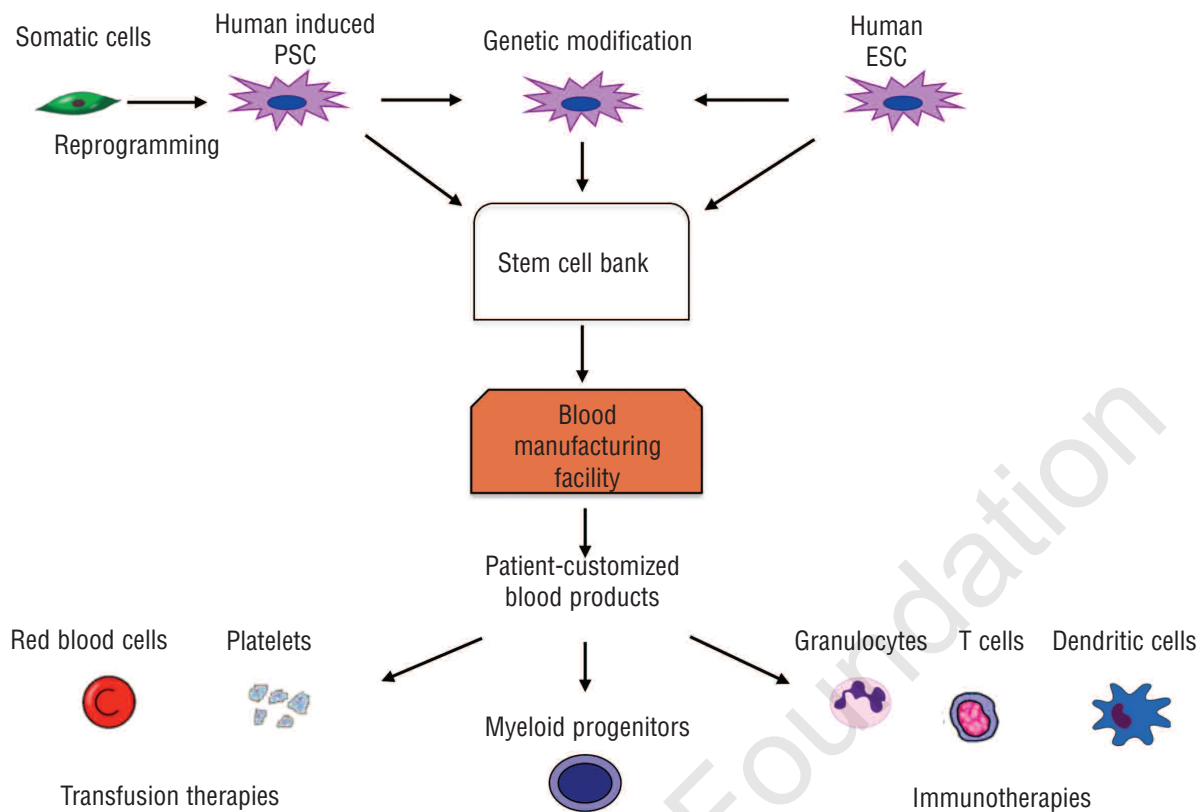 Somatic cells
Human induced
PSC
Genetic modification
Human
ESC
Reprogramming
Stem cell bank
Blood
manufacturing
facility
Patient-customized
blood products
Red blood cells
Platelets
Granulocytes
T cells
Dendritic cells
Myeloid progenitors
Transfusion therapies
Immunotherapies
Foundation